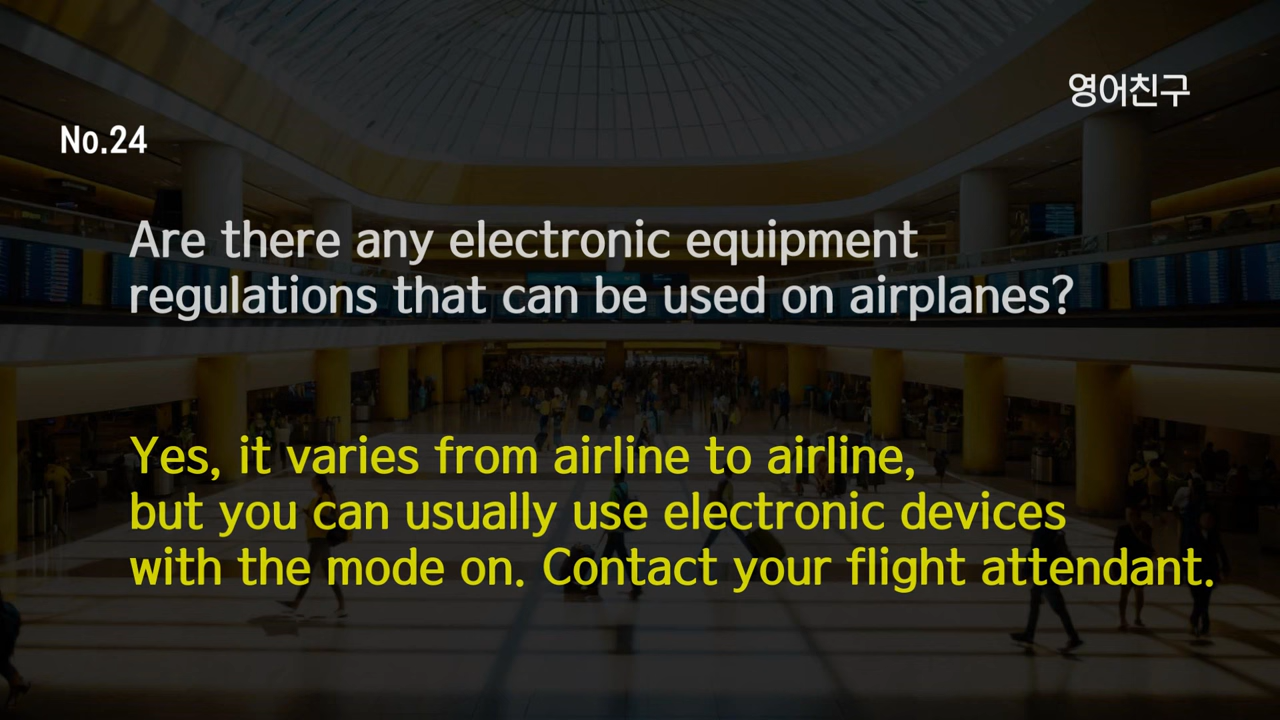 영어친구
No.24
Are there any electronic equipment
regulations that can be used on airplanes?
Yes, it varies from airline to airline,
but you can usually use electronic devices
with the mode on. Contact your flight attendant.